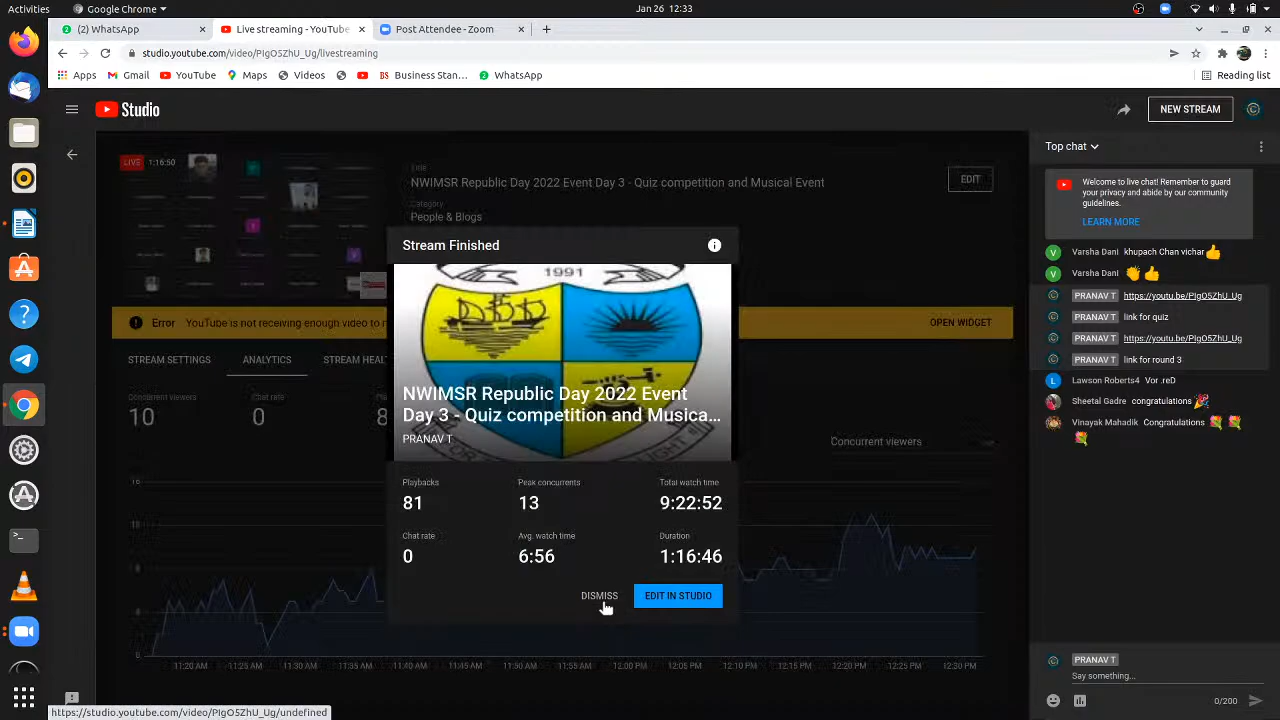 Activities
Google Chrome
Jan 26 12:33
(2) WhatsApp
Live streaming - YouTube
Post Attendee - Zoom
studio.youtube.com/video/PIgO5ZhU_Ug/livestreaming
Apps
Gmail
YouTube
Maps
Videos
Business Stan...
WhatsApp
Reading list
Studio
NEW STREAM
LIVE
1:16:50
Title
NWIMSR Republic Day 2022 Event Day 3 - Quiz competition and Musical Event
EDIT
Category
People & Blogs
Stream Finished
1991
Error YouTube is not receiving enough video to
OPEN WIDGET
STREAM SETTINGS
ANALYTICS
STREAM HEAL
Concurrent viewers
10
Chat rate
0
8
Concurrent viewers
NWIMSR Republic Day 2022 Event
Day 3 - Quiz competition and Musica...
PRANAV T
Playbacks
81
Peak concurrents
13
Total watch time
9:22:52
Chat rate
0
Avg. watch time
6:56
Duration
1:16:46
DISMISS
EDIT IN STUDIO
11:20 AM
11:25 AM
11:30 AM
11:35 AM
11:40 AM
11:45 AM
11:50 AM
11:55 AM
12:00 PM
12:05 PM
12:10 PM
12:15 PM
12:20 PM
12:25 PM
12:30 PM
Top chat
Welcome to live chat! Remember to guard
your privacy and abide by our community
guidelines.
LEARN MORE
Varsha Dani khupach Chan vichar👍
Varsha Dani 👏👍
PRANAV T https://youtu.be/PIgO5ZhU_Ug
PRANAV T link for quiz
PRANAV T https://youtu.be/PIgO5ZhU_Ug
PRANAV T link for round 3
Lawson Roberts4 Vor .reD
Sheetal Gadre congratulations 🎉
Vinayak Mahadik Congratulations 💐 💐
💐
PRANAV T
Say something...
0/200
https://studio.youtube.com/video/PIgO5ZhU_Ug/undefined